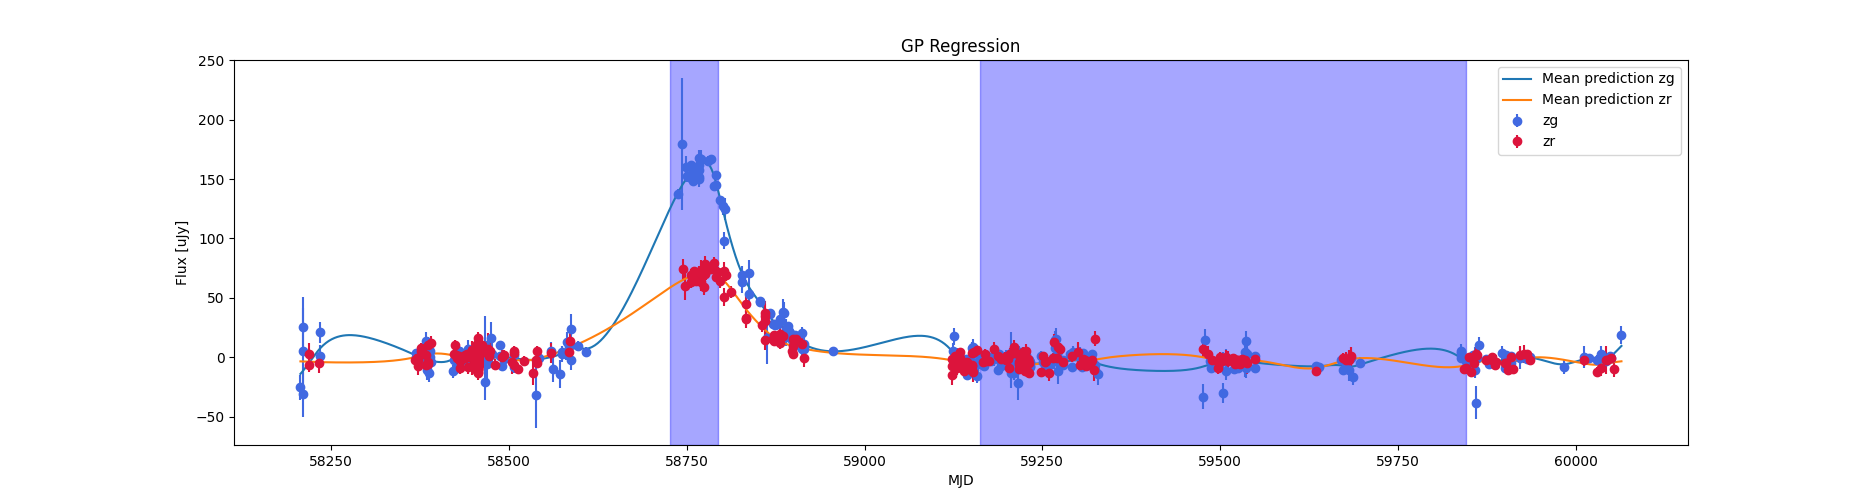 GP Regression
250
200
150
100
50
0
−50
Flux [uJy]
58250 58500 58750 59000 59250 59500 59750 60000
MJD
Mean prediction zg
Mean prediction zr
zg
zr